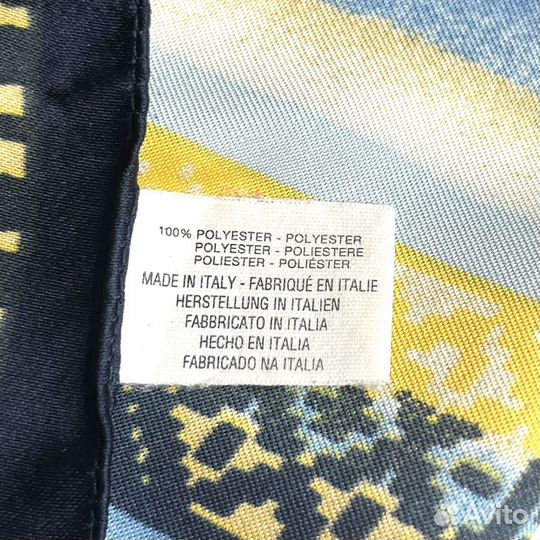 100% POLYESTER - POLYESTER
POLYESTER - POLIESTERE
POLIESTER - POLIÉSTER
MADE IN ITALY - FABRIQUÉ EN ITALIE
HERSTELLUNG IN ITALIEN
FABBRICATO IN ITALIA
HECHO EN ITALIA
FABRICADO NA ITALIA
Avito